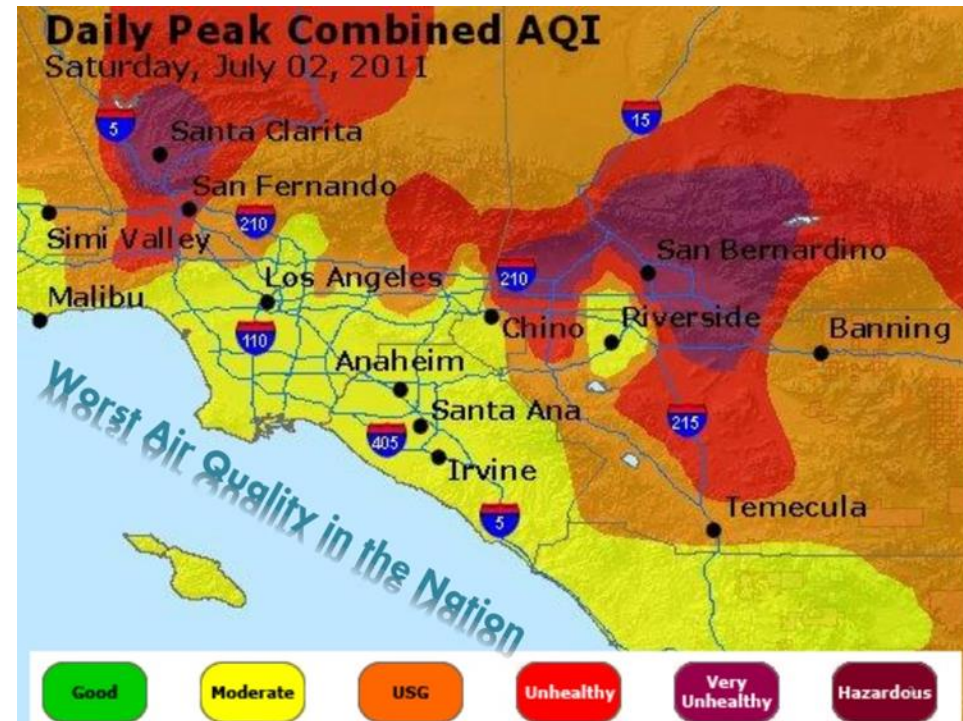 Daily Peak Combined AQI
Saturday, July 02, 2011
5
15
Santa Clarita
San Fernando
210
Simi Valley
San Bernardino
Los Angeles
210
Malibu
Chino
Riverside
110
Banning
Anaheim
Santa Ana
215
405
Irvine
Temecula
5
Worst Air Quality in the Nation
Good
Moderate
USG
Unhealthy
Very
Unhealthy
Hazardous